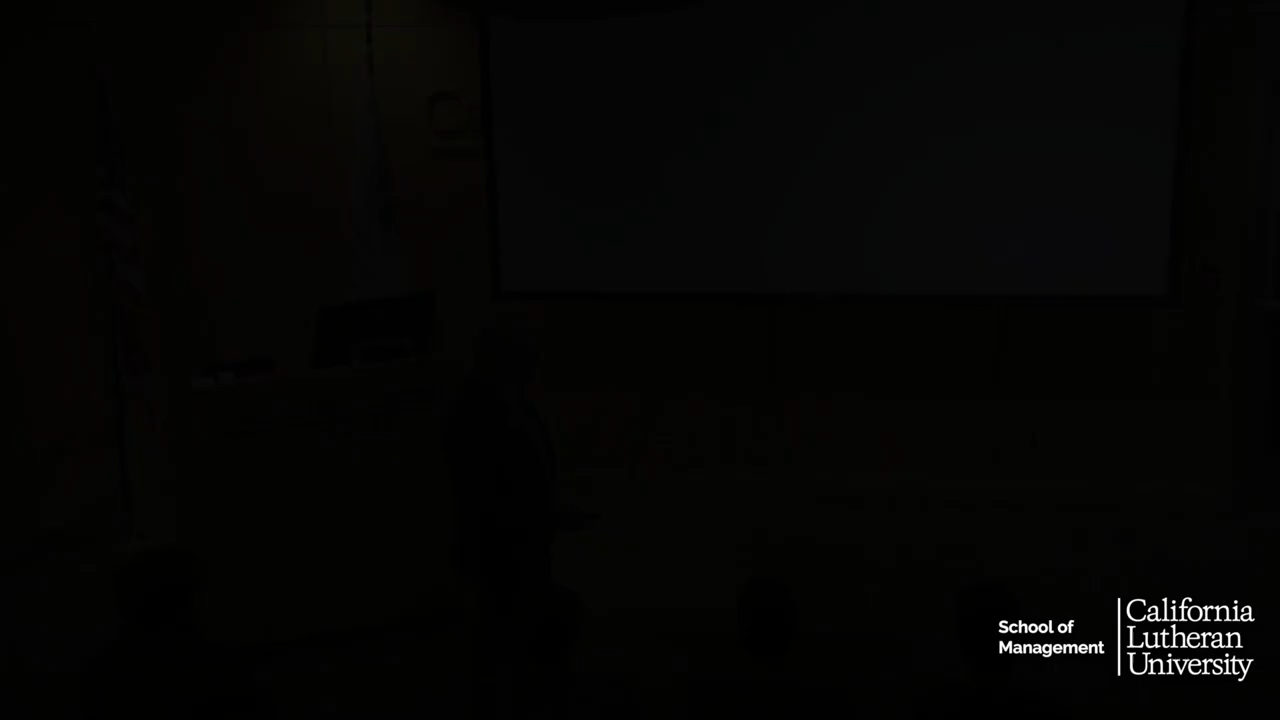 School of
Management
California
Lutheran
University